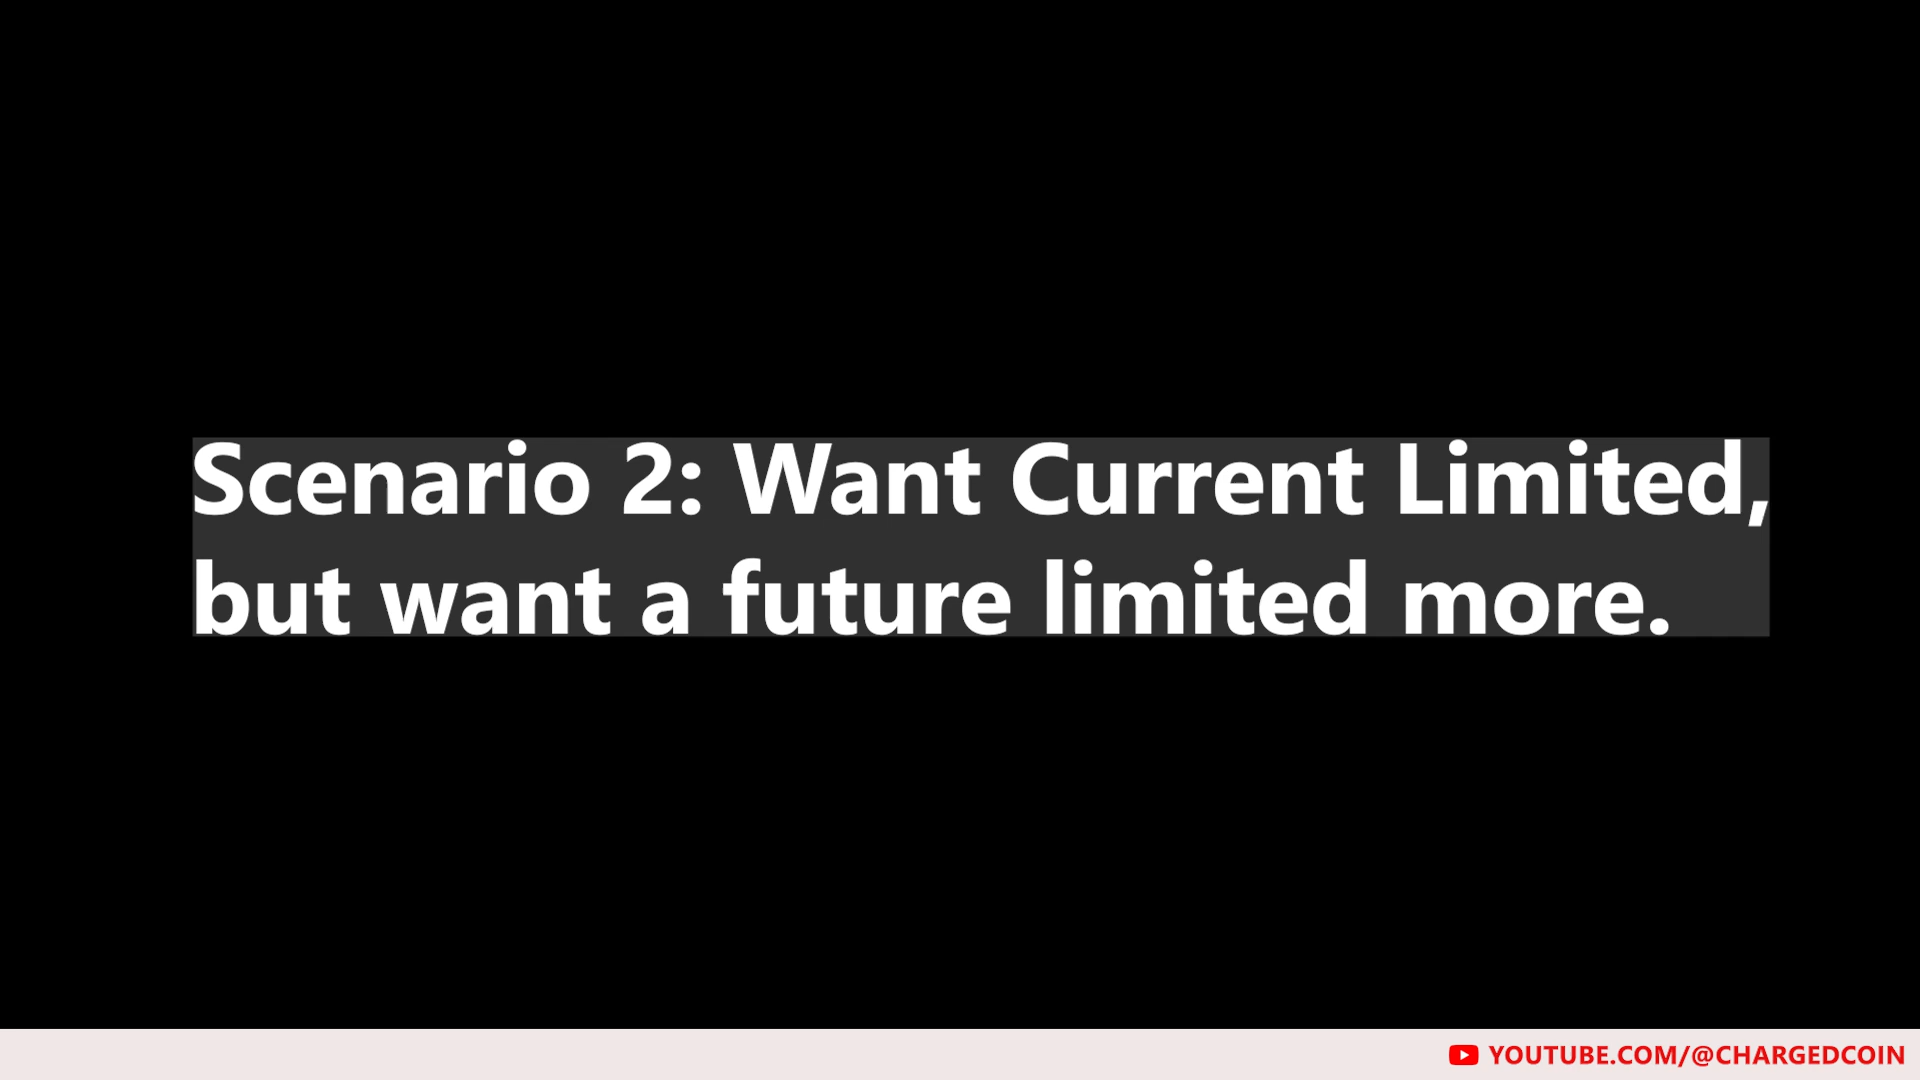 Scenario 2: Want Current Limited,
but want a future limited more.
YOUTUBE.COM/@CHARGEDCOIN